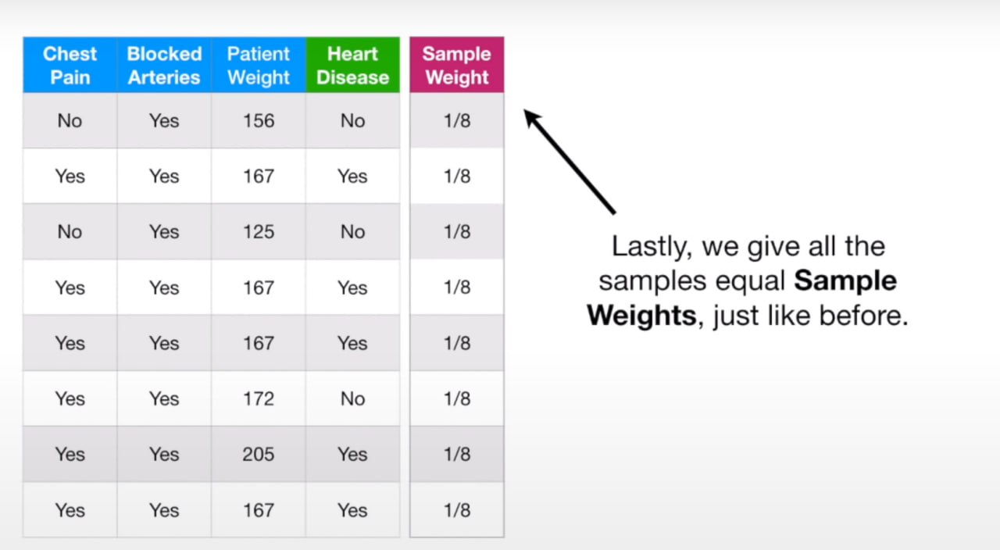 Chest Pain | Blocked Arteries | Patient Weight | Heart Disease | Sample Weight
No | Yes | 156 | No | 1/8
Yes | Yes | 167 | Yes | 1/8
No | Yes | 125 | No | 1/8
Yes | Yes | 167 | Yes | 1/8
Yes | Yes | 167 | Yes | 1/8
Yes | Yes | 172 | No | 1/8
Yes | Yes | 205 | Yes | 1/8
Yes | Yes | 167 | Yes | 1/8
Lastly, we give all the
samples equal Sample
Weights, just like before.